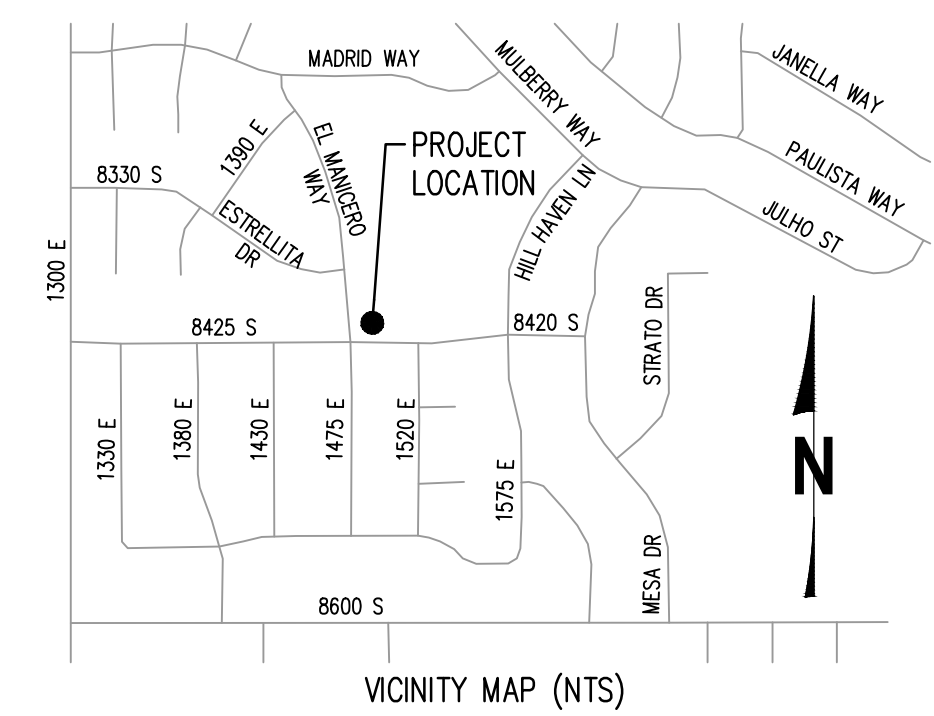 MADRID WAY
MULBERRY WAY
JANELLA WAY
PROJECT
LOCATION
1390 E
EL MANICERO
WAY
8330 S
PAULISTA WAY
HILL HAVEN LN
ESTRELLITA
DR
JULHO ST
1300 E
8425 S
8420 S
STRATO DR
1330 E
1380 E
1430 E
1475 E
1520 E
1575 E
N
MESA DR
8600 S
VICINITY MAP (NTS)